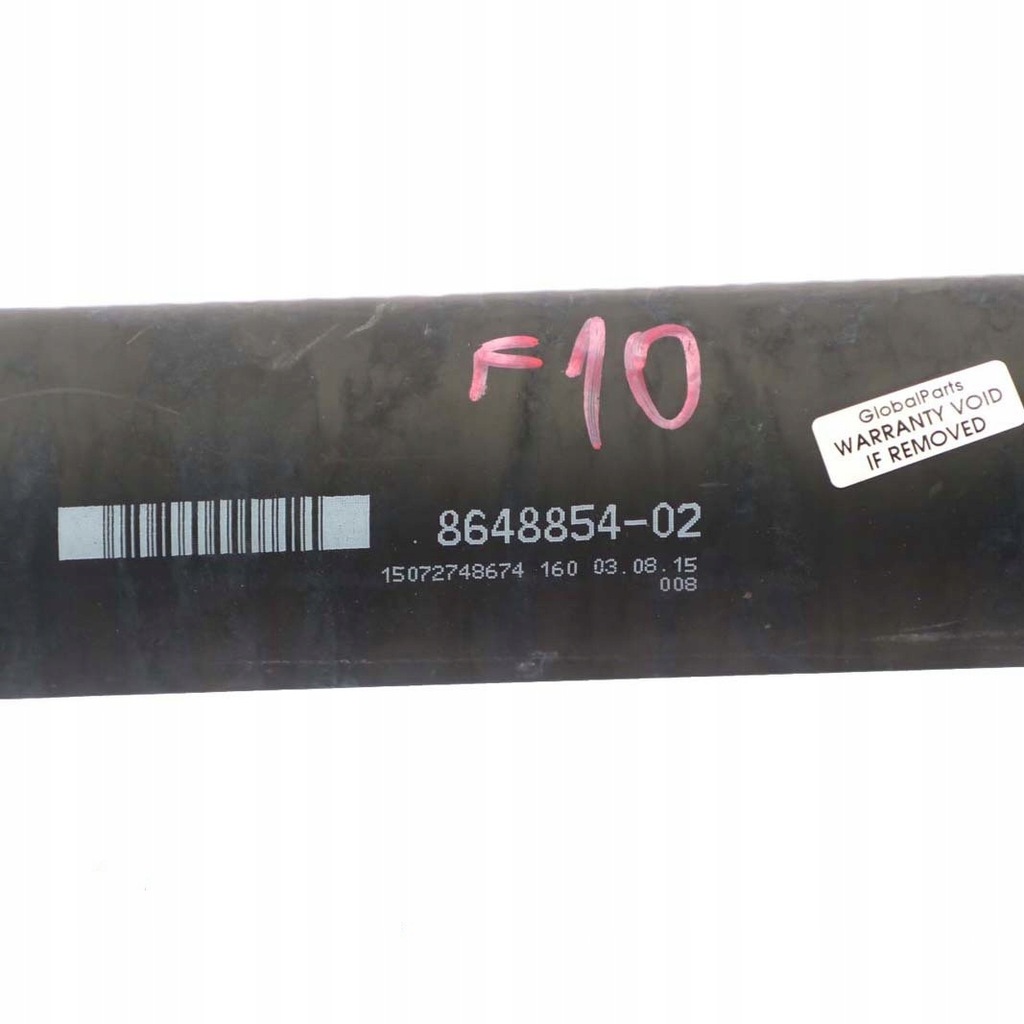 F10
GlobalParts
WARRANTY VOID
IF REMOVED
8648854-02
15072748674 160 03.08.15
008